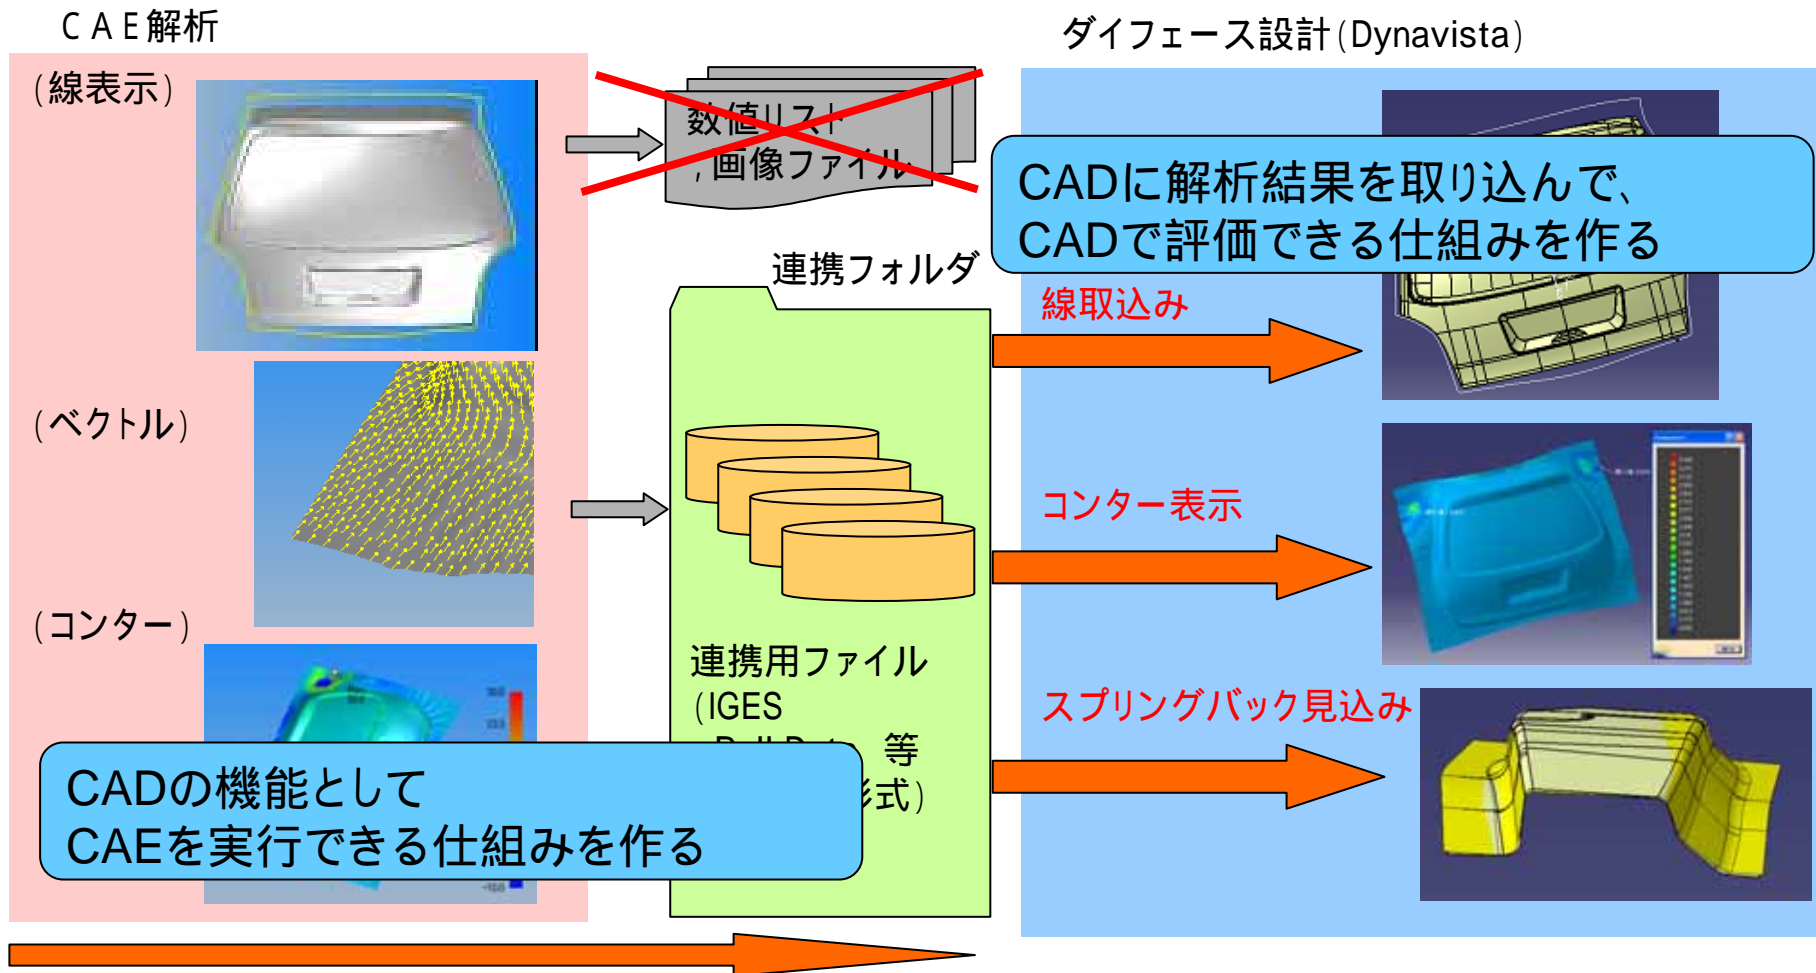 ＣＡＥ解析
ダイフェース設計(Dynavista)
(線表示)
数値リスト
,画像ファイル
CADに解析結果を取り込んで、
CADで評価できる仕組みを作る
連携フォルダ
線取込み
(ベクトル)
コンター表示
(コンター)
連携用ファイル
(IGES
等
形式)
スプリングバック見込み
CADの機能として
CAEを実行できる仕組みを作る